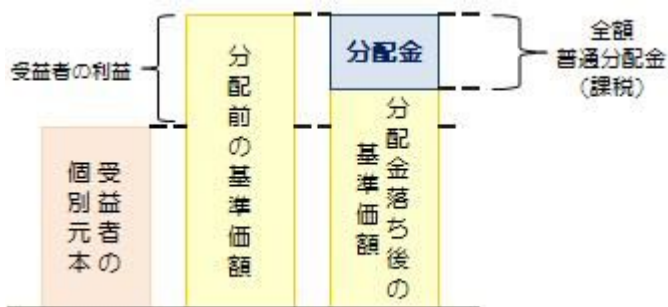 受益者の利益
受益者の
個別元本
分配前の基準価額
分配金
分配金落ち後の
基準価額
全額
普通分配金
(課税)